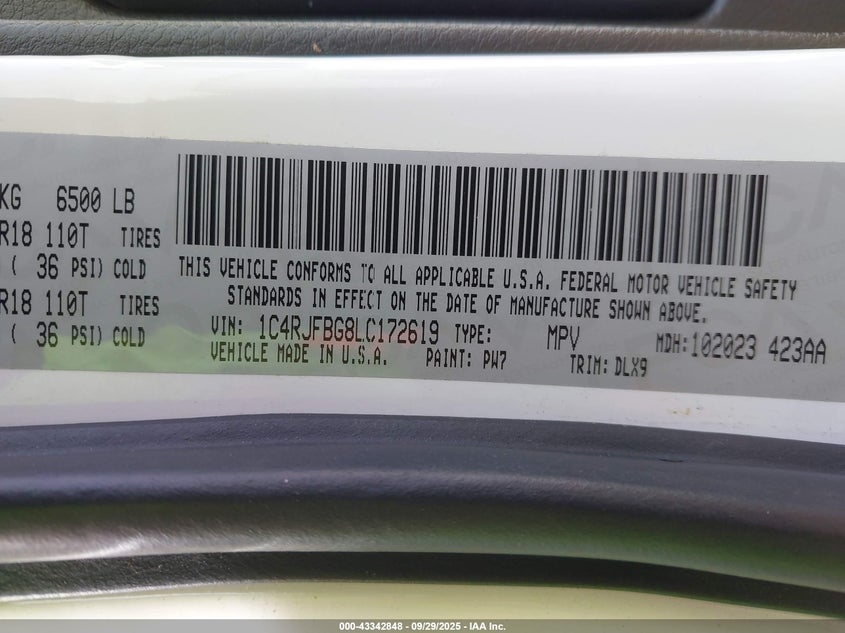 KG 6500 LB
R18 110T TIRES
( 36 PSI) COLD
R18 110T TIRES
( 36 PSI) COLD
THIS VEHICLE CONFORMS TO ALL APPLICABLE U.S.A. FEDERAL MOTOR VEHICLE SAFETY
STANDARDS IN EFFECT ON THE DATE OF MANUFACTURE SHOWN ABOVE.
VIN: 1C4RJFBG8LC172619 TYPE: MPV MDH: 102023 423AA
VEHICLE MADE IN U.S.A. PAINT: PW7 TRIM: DLX9
000-43342848 - 09/29/2025 - IAA Inc.